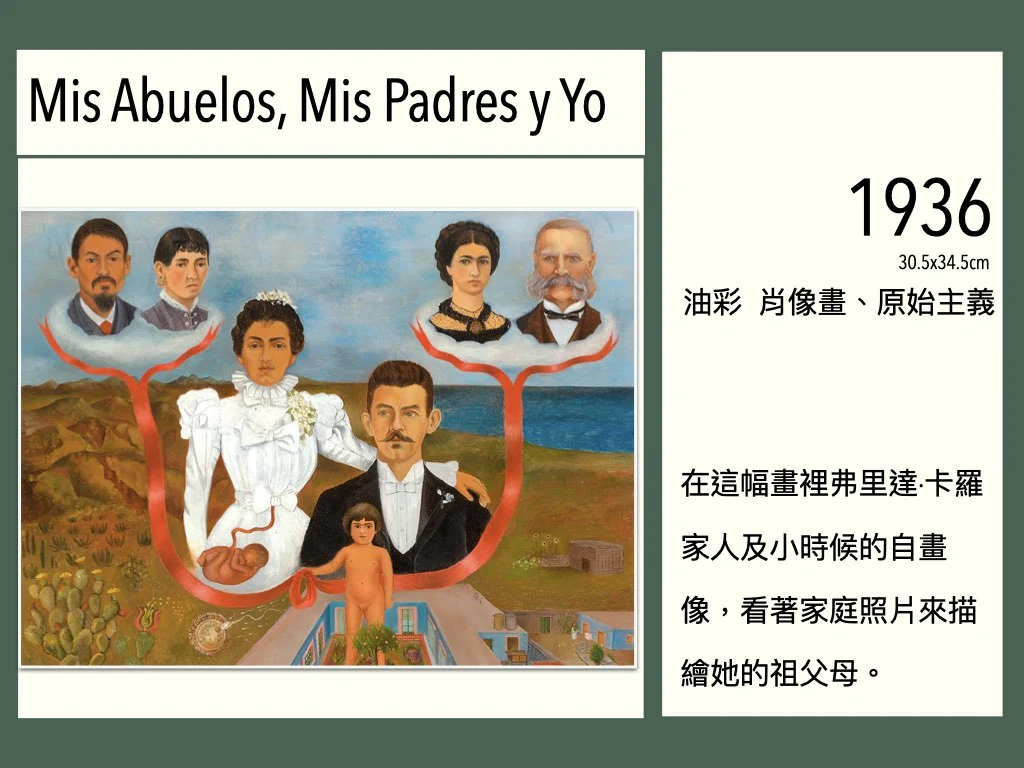 Mis Abuelos, Mis Padres y Yo
1936
30.5x34.5cm
油彩 肖像畫、原始主義
在這幅畫裡弗里達·卡羅
家人及小時候的自畫
像，看著家庭照片來描
繪她的祖父母。